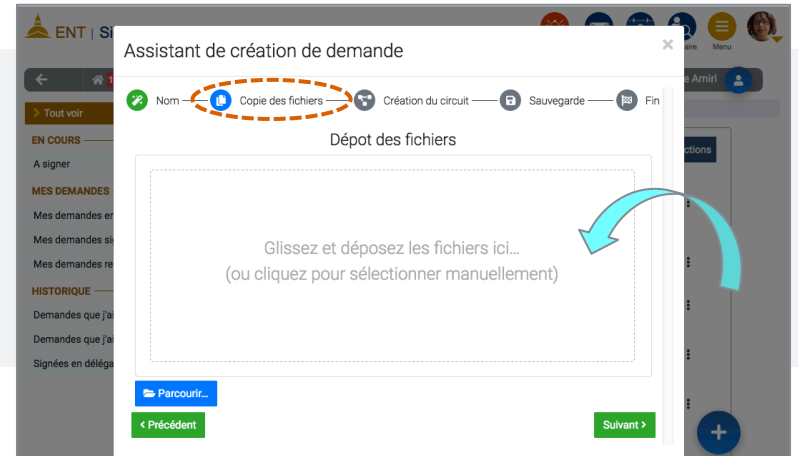 ENT | Si
Assistant de création de demande
×
aire
Menu
1
e Amiri
Nom
Copie des fichiers
Création du circuit
Sauvegarde
Fin
> Tout voir
EN COURS
A signer
MES DEMANDES
Mes demandes en
Mes demandes si
Mes demandes re
HISTORIQUE
Demandes que j'ai
Demandes que j'ai
Signées en déléga
ctions
Dépot des fichiers
Glissez et déposez les fichiers ici...
(ou cliquez pour sélectionner manuellement)
Parcourir...
< Précédent
Suivant >
+